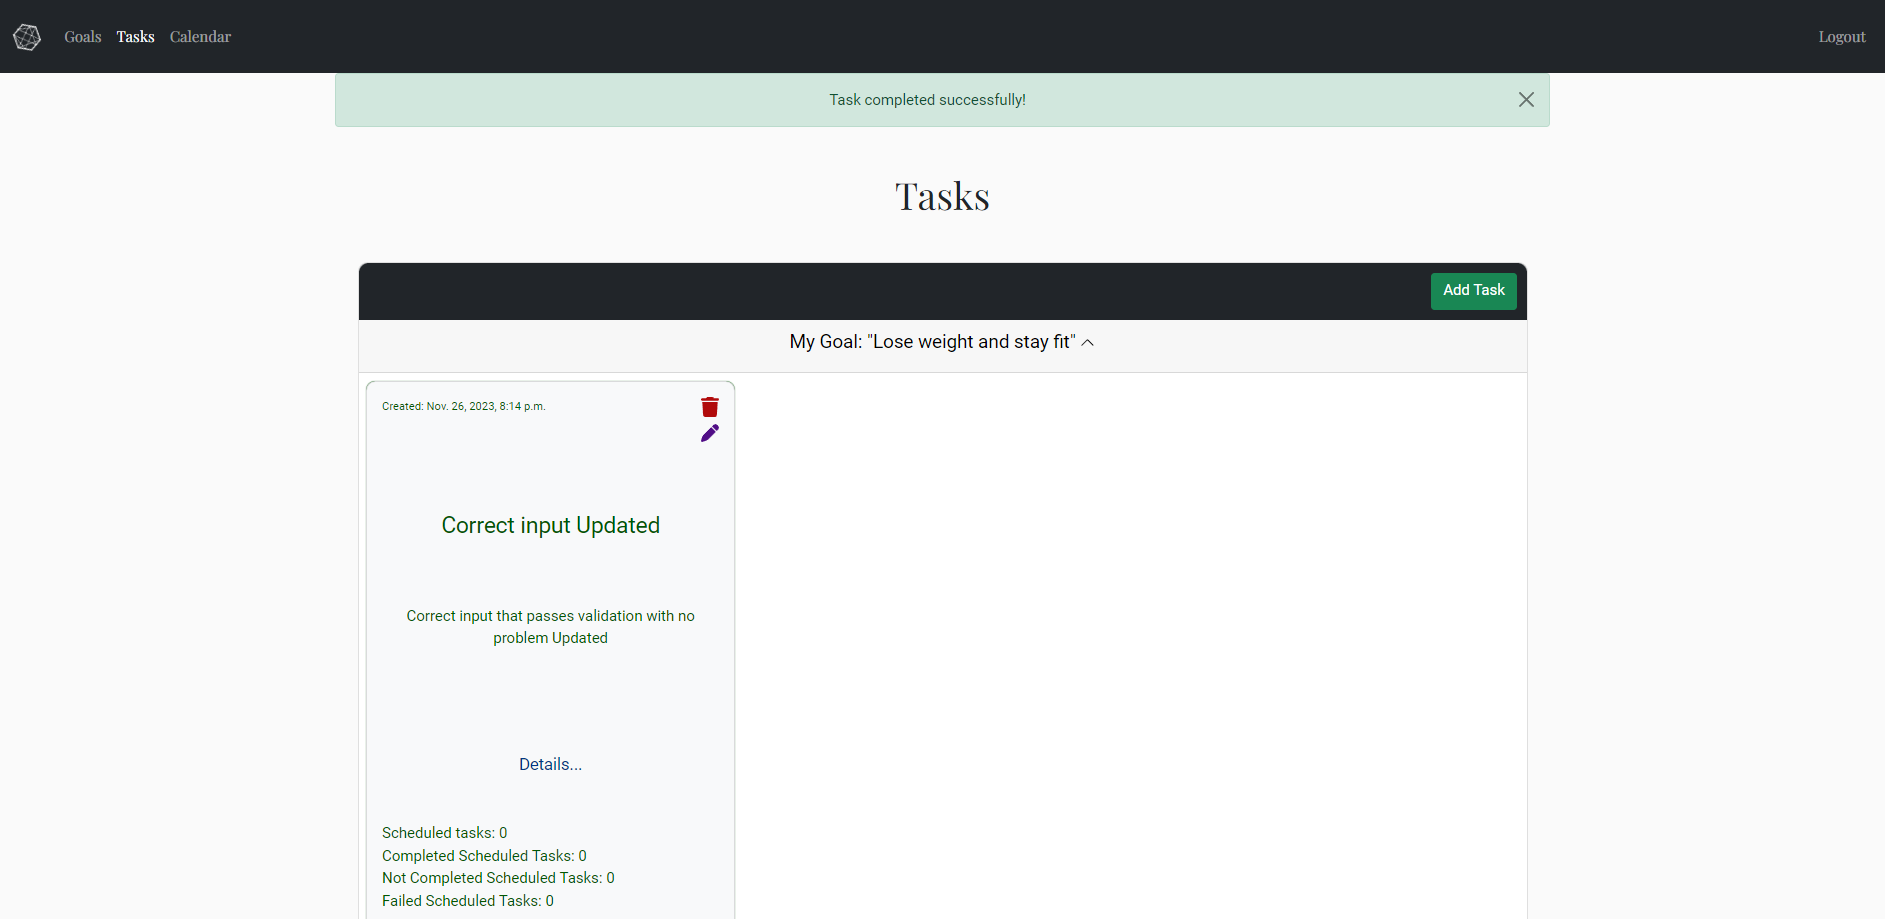 Goals Tasks Calendar Logout
Task completed successfully!
Tasks
Add Task
My Goal: "Lose weight and stay fit"
Created: Nov. 26, 2023, 8:14 p.m.
Correct input Updated
Correct input that passes validation with no
problem Updated
Details...
Scheduled tasks: 0
Completed Scheduled Tasks: 0
Not Completed Scheduled Tasks: 0
Failed Scheduled Tasks: 0